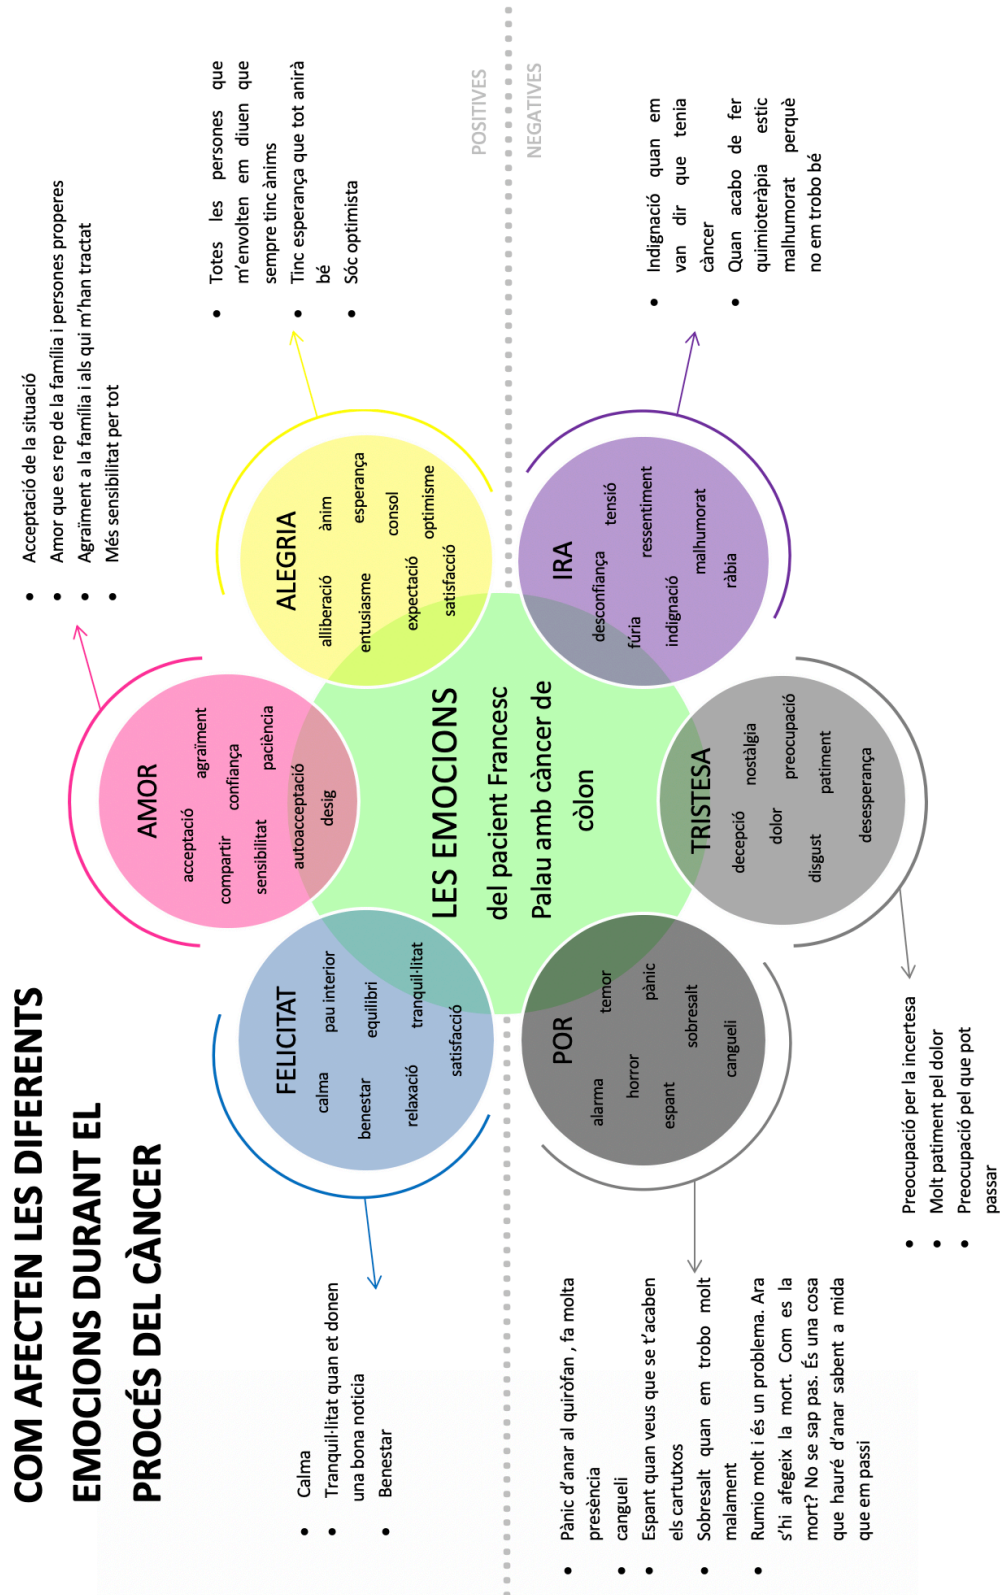 COM AFECTEN LES DIFERENTS
EMOCIONS DURANT EL
PROCÉS DEL CÀNCER
• Acceptació de la situació
• Amor que es rep de la família i persones properes
• Agraïment a la família i als qui m’han tractat
• Més sensibilitat per tot
AMOR
acceptació
agraïment
compartir
confiança
sensibilitat
paciència
autoacceptació
desig
• Calma
• Tranquil·litat quan et donen
una bona noticia
• Benestar
FELICITAT
calma
pau interior
benestar
equilibri
relaxació
tranquil·litat
satisfacció
ALEGRIA
alliberació
ànim
entusiasme
esperança
consol
expectació
optimisme
satisfacció
• Totes les persones que
m’envolten em diuen que
sempre tinc ànims
• Tinc esperança que tot anirà
bé
• Sóc optimista
POSITIVES
NEGATIVES
LES EMOCIONS
del pacient Francesc
Palau amb càncer de
còlon
• Pànic d’anar al quiròfan , fa molta
presència
• cangueli
• Espant quan veus que se t’acaben
els cartutxos
• Sobresalt quan em trobo molt
malament
• Rumio molt i és un problema. Ara
s’hi afegeix la mort. Com es la
mort? No se sap pas. És una cosa
que hauré d’anar sabent a mida
que em passi
POR
alarma
temor
horror
pànic
espant
sobresalt
cangueli
TRISTESA
decepció
nostàlgia
dolor
preocupació
disgust
patiment
desesperança
• Preocupació per la incertesa
• Molt patiment pel dolor
• Preocupació pel que pot
passar
IRA
desconfiança
tensió
fúria
ressentiment
indignació
malhumorat
ràbia
• Indignació quan em
van dir que tenia
càncer
• Quan acabo de fer
quimioteràpia estic
malhumorat perquè
no em trobo bé